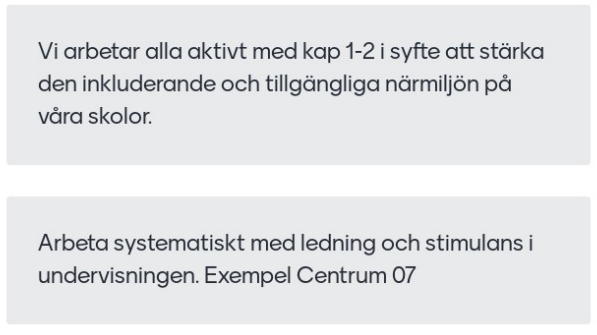 Vi arbetar alla aktivt med kap 1-2 i syfte att stärka
den inkluderande och tillgängliga närmiljön på
våra skolor.
Arbeta systematiskt med ledning och stimulans i
undervisningen. Exempel Centrum 07